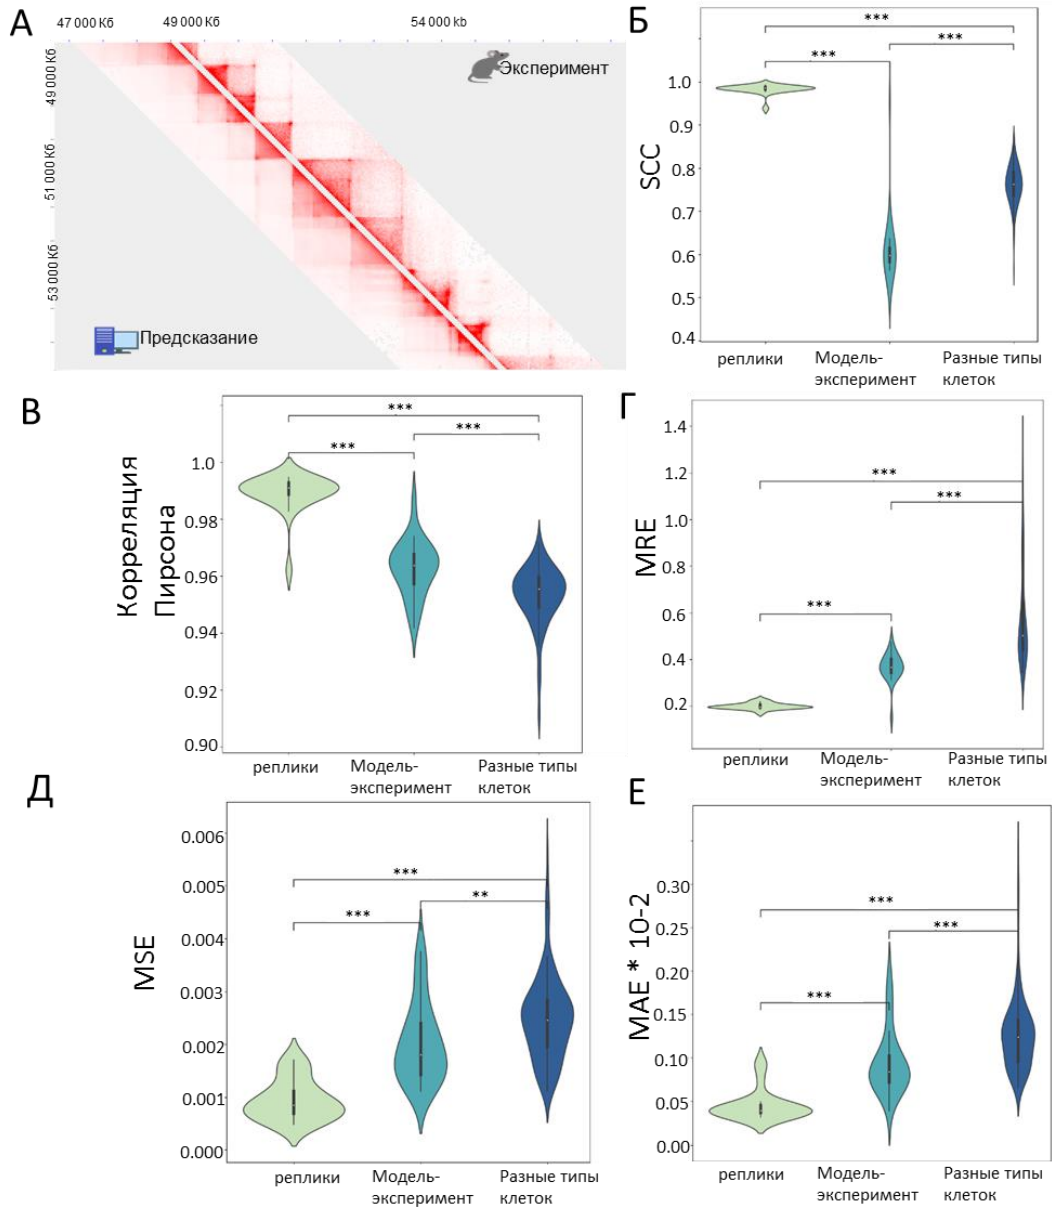 А
47 000 Кб
49 000 Кб
54 000 kb
49 000 Кб
51 000 Кб
53 000 Кб
Эксперимент
Предсказание
Б
SCC
1.0
0.9
0.8
0.7
0.6
0.5
0.4
***
***
***
реплики
Модель-
эксперимент
Разные типы
клеток
В
Корреляция
Пирсона
1.0
0.98
0.96
0.94
0.92
0.90
***
***
***
реплики
Модель-
эксперимент
Разные типы
клеток
Г
MRE
1.4
1.2
1.0
0.8
0.6
0.4
0.2
***
***
***
реплики
Модель-
эксперимент
Разные типы
клеток
Д
MSE
0.006
0.005
0.004
0.003
0.002
0.001
0.000
***
**
***
реплики
Модель-
эксперимент
Разные типы
клеток
Е
MAE * 10-2
0.30
0.25
0.20
0.15
0.10
0.05
0.00
***
***
***
реплики
Модель-
эксперимент
Разные типы
клеток